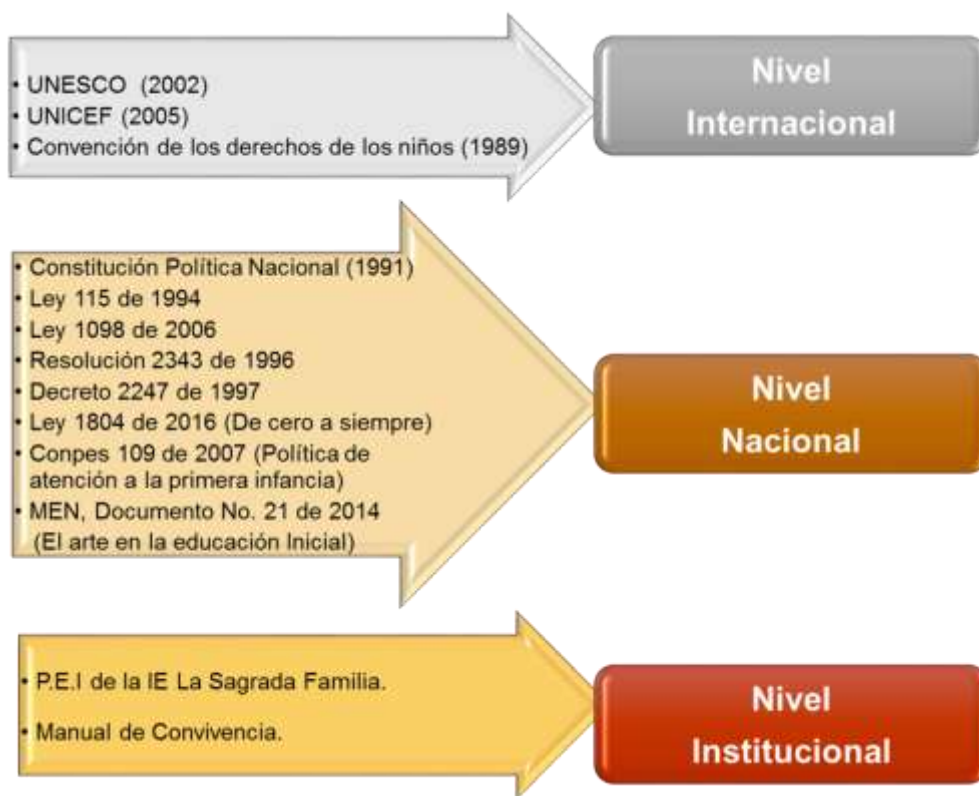 • UNESCO (2002)
• UNICEF (2005)
• Convención de los derechos de los niños (1989)
Nivel
Internacional
• Constitución Política Nacional (1991)
• Ley 115 de 1994
• Ley 1098 de 2006
• Resolución 2343 de 1996
• Decreto 2247 de 1997
• Ley 1804 de 2016 (De cero a siempre)
• Conpes 109 de 2007 (Política de
atención a la primera infancia)
• MEN, Documento No. 21 de 2014
(El arte en la educación Inicial)
Nivel
Nacional
• P.E.I de la IE La Sagrada Familia.
• Manual de Convivencia.
Nivel
Institucional